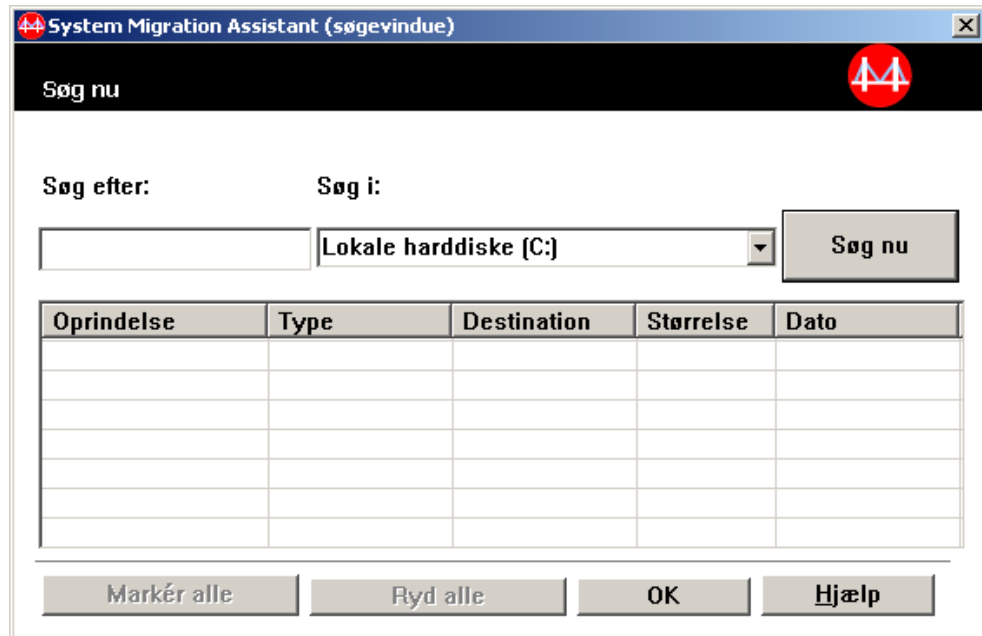 System Migration Assistant (søgevindue)
Søg nu
Søg efter: Søg i:
Lokale harddiske (C:) Søg nu
Oprindelse Type Destination Størrelse Dato
Markér alle Ryd alle OK Hjælp